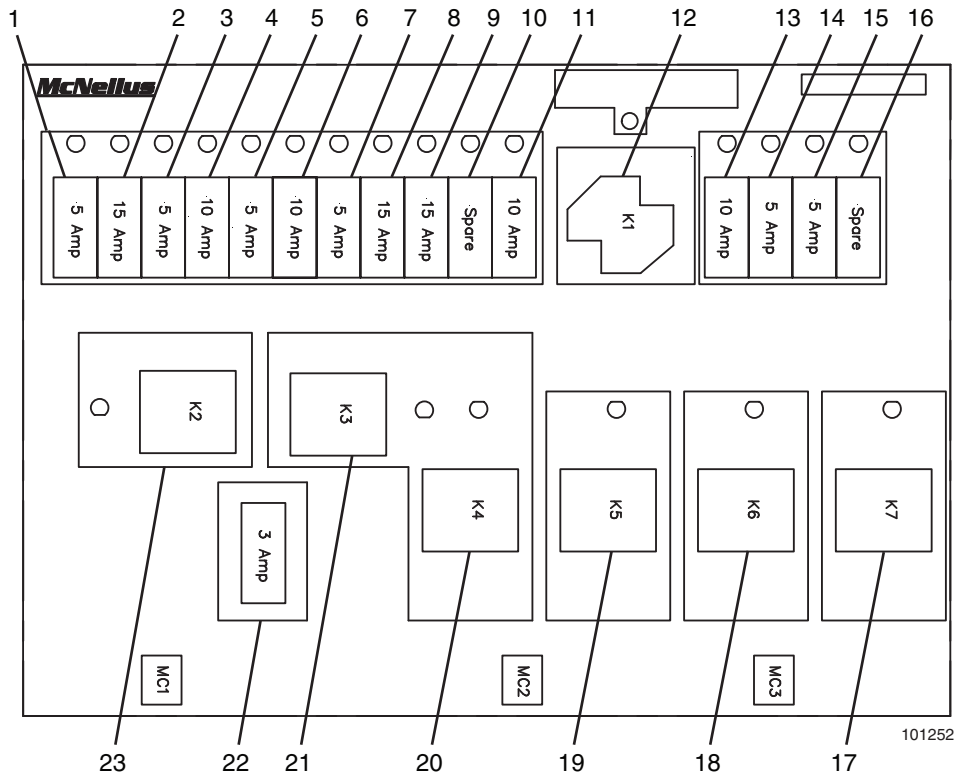 1 2 3 4 5 6 7 8 9 10 11 12 13 14 15 16
McNeilus
5 Amp
15 Amp
5 Amp
10 Amp
5 Amp
10 Amp
5 Amp
15 Amp
15 Amp
Spare
10 Amp
K1
10 Amp
5 Amp
5 Amp
Spare
K2
K3
K4
K5
K6
K7
3 Amp
MC1
MC2
MC3
101252
23 22 21 20 19 18 17